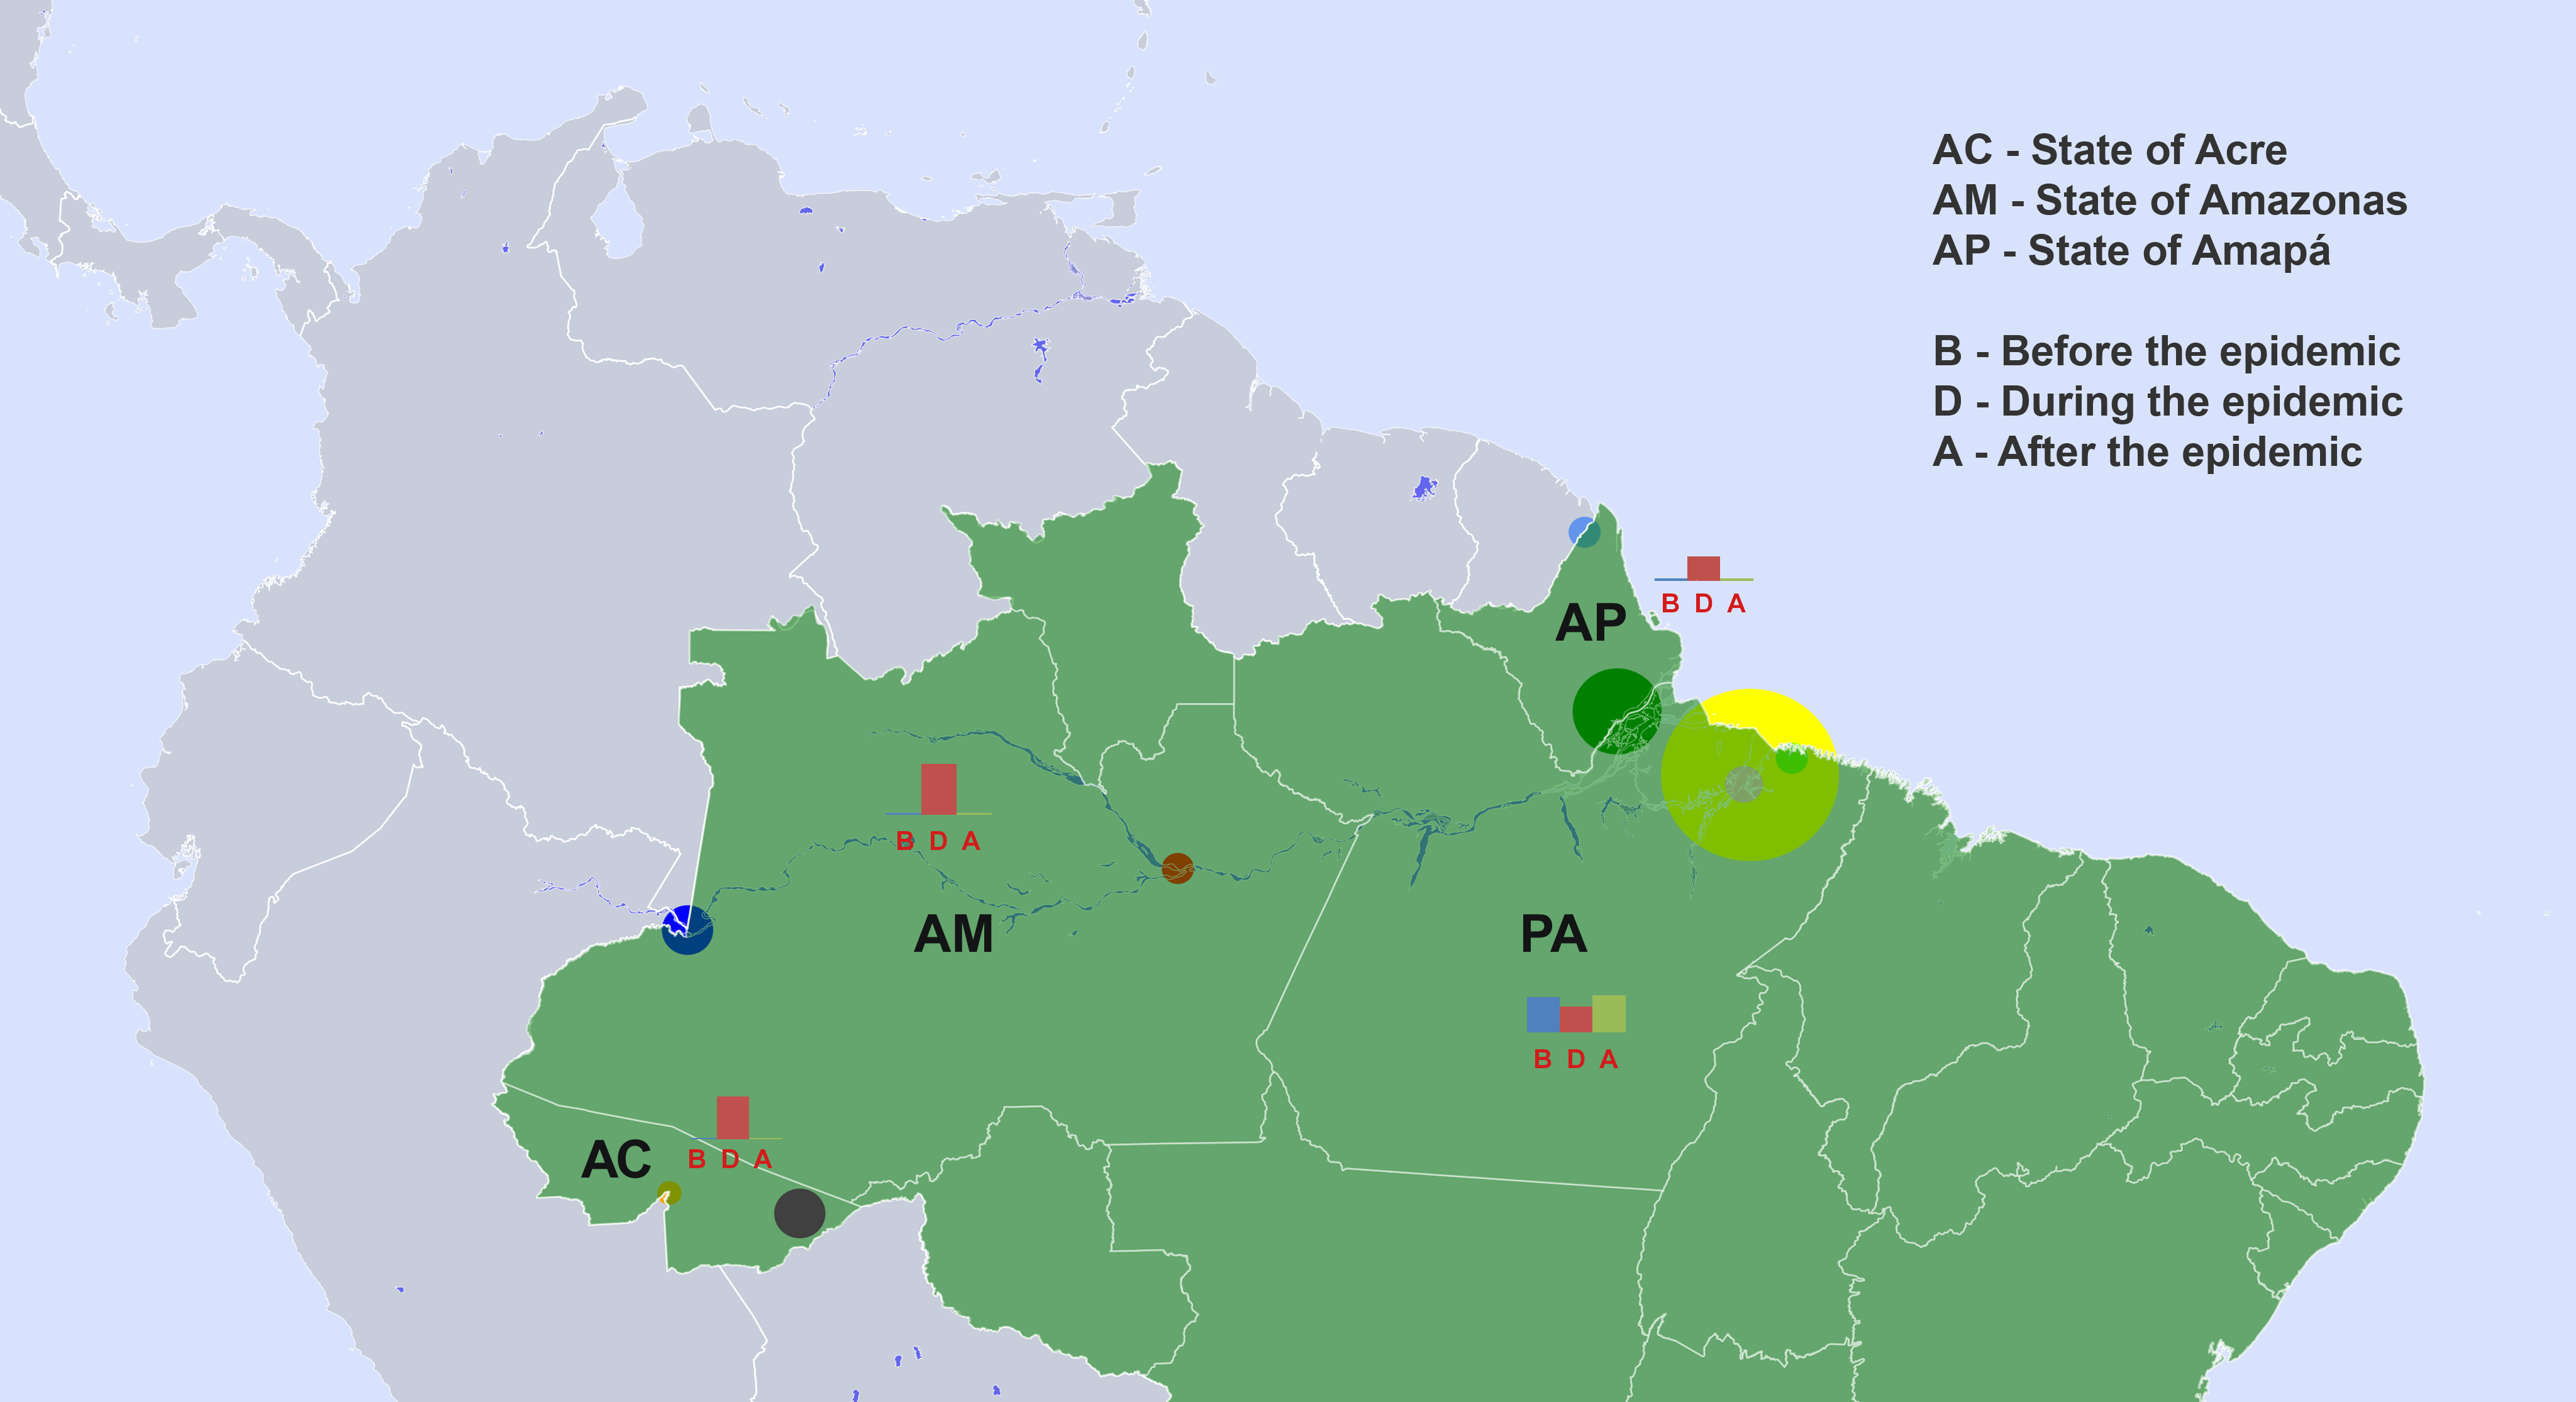 AC - State of Acre
AM - State of Amazonas
AP - State of Amapá
B - Before the epidemic
D - During the epidemic
A - After the epidemic
B D A
AP
B D A
AM
PA
B D A
AC
B D A